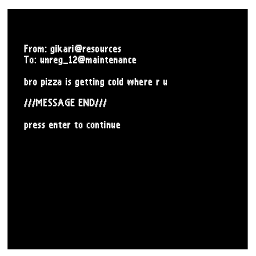 From: gikari@resources
To: unreg_12@maintenance
bro pizza is getting cold where r u
///MESSAGE END///
press enter to continue